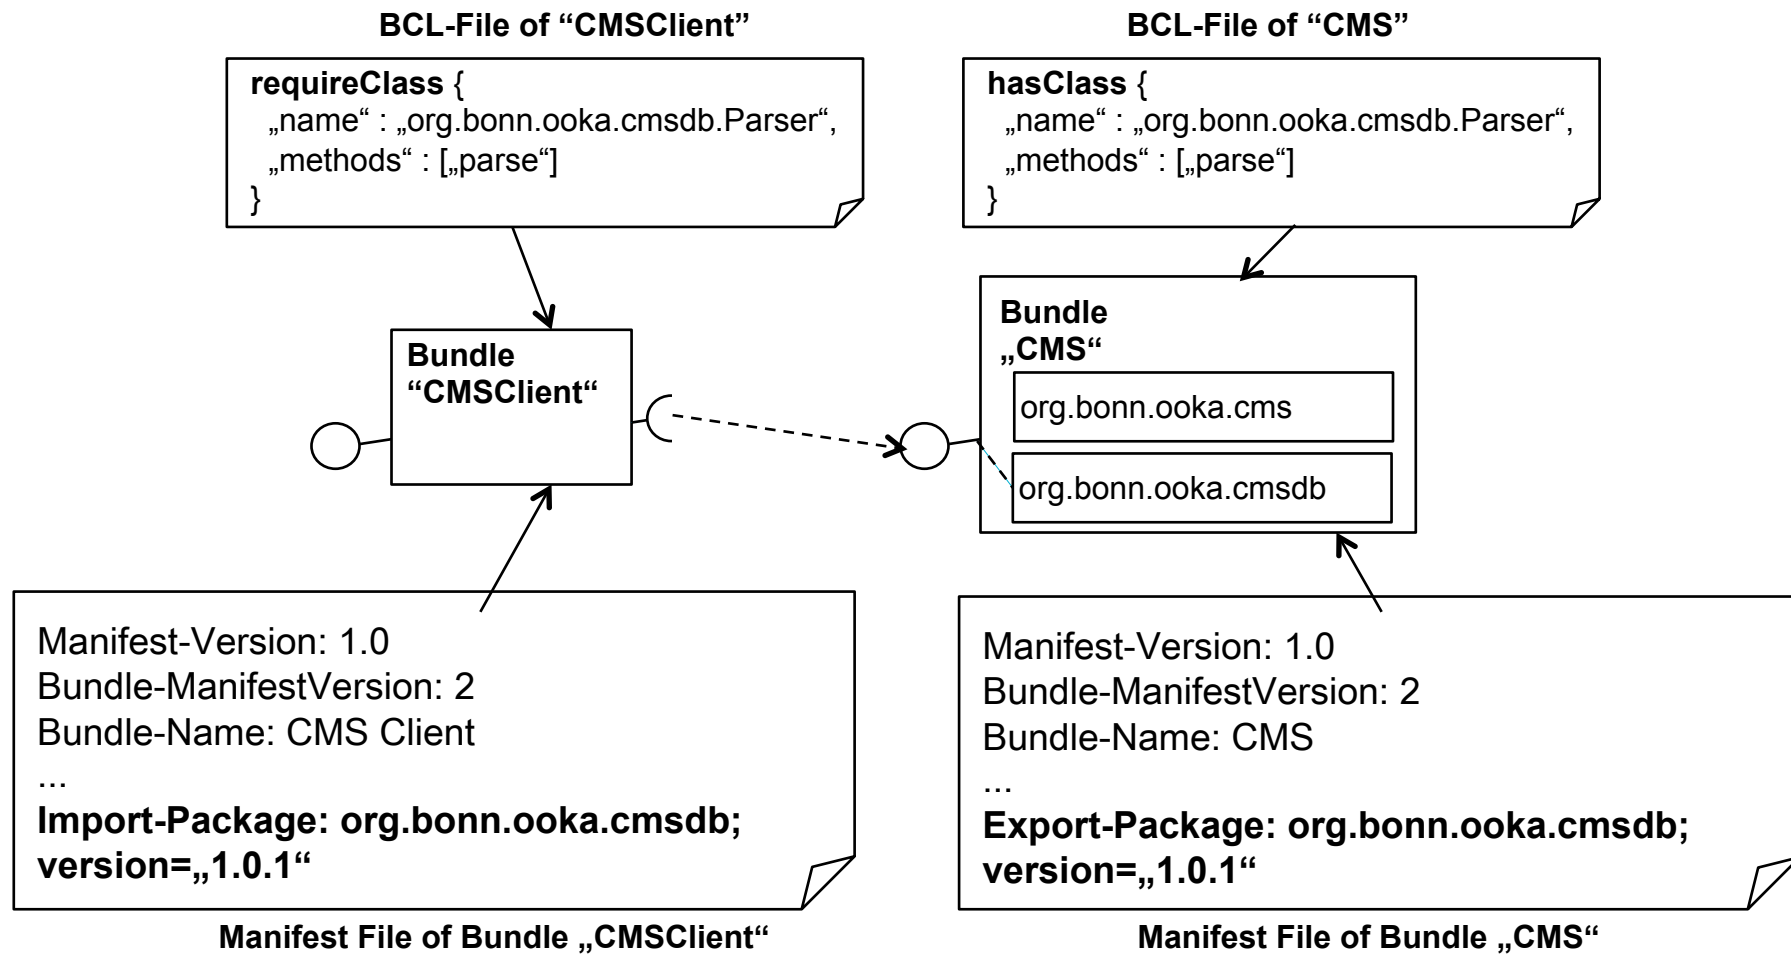 BCL-File of “CMSClient”
requireClass {
„name“ : „org.bonn.ooka.cmsdb.Parser“,
„methods“ : [„parse“]
}
BCL-File of “CMS”
hasClass {
„name“ : „org.bonn.ooka.cmsdb.Parser“,
„methods“ : [„parse“]
}
Bundle
“CMSClient“
Bundle
„CMS“
org.bonn.ooka.cms
org.bonn.ooka.cmsdb
Manifest-Version: 1.0
Bundle-ManifestVersion: 2
Bundle-Name: CMS Client
...
Import-Package: org.bonn.ooka.cmsdb;
version=„1.0.1“
Manifest File of Bundle „CMSClient“
Manifest-Version: 1.0
Bundle-ManifestVersion: 2
Bundle-Name: CMS
...
Export-Package: org.bonn.ooka.cmsdb;
version=„1.0.1“
Manifest File of Bundle „CMS“